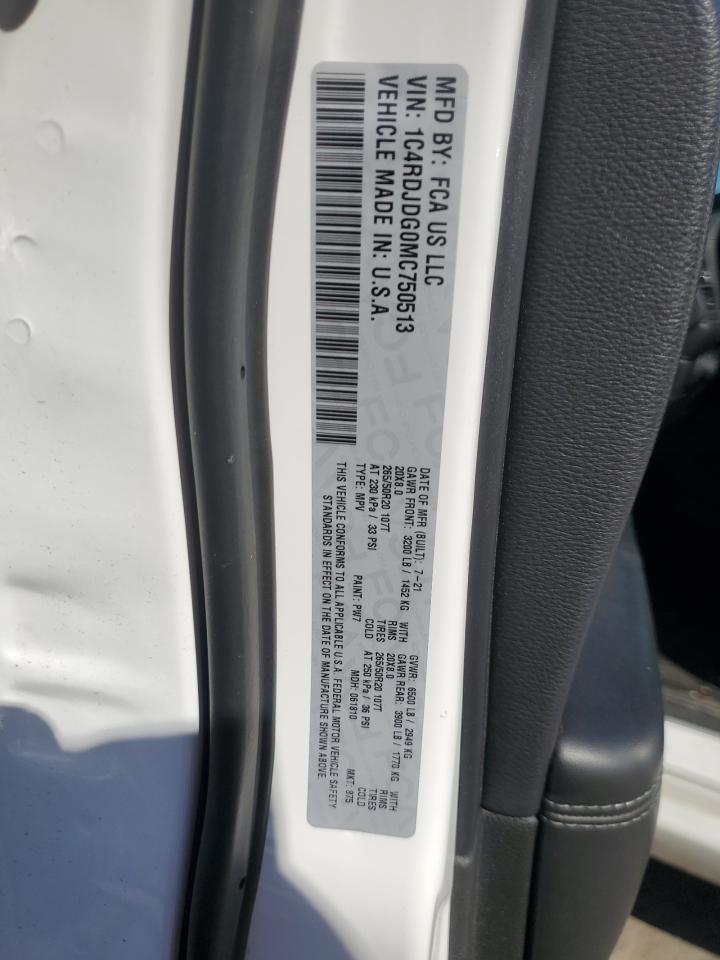 MFD BY: FCA US LLC
VIN: 1C4RDJDG0MC750513
VEHICLE MADE IN: U.S.A.
DATE OF MFR (BUILT): 7-21 GVWR: 6500 LB / 2949 KG
GAWR FRONT: 3200 LB / 1452 KG WITH GAWR REAR: 3900 LB / 1770 KG WITH
20X8.0 RIMS 20X8.0 RIMS
265/50R20 107T TIRES 265/50R20 107T TIRES
AT 230 kPa / 33 PSI COLD AT 250 kPa / 36 PSI COLD
TYPE: MPV PAINT: PW7 MDH: 061810 MKT: 875
THIS VEHICLE CONFORMS TO ALL APPLICABLE U.S.A. FEDERAL MOTOR VEHICLE SAFETY
STANDARDS IN EFFECT ON THE DATE OF MANUFACTURE SHOWN ABOVE.